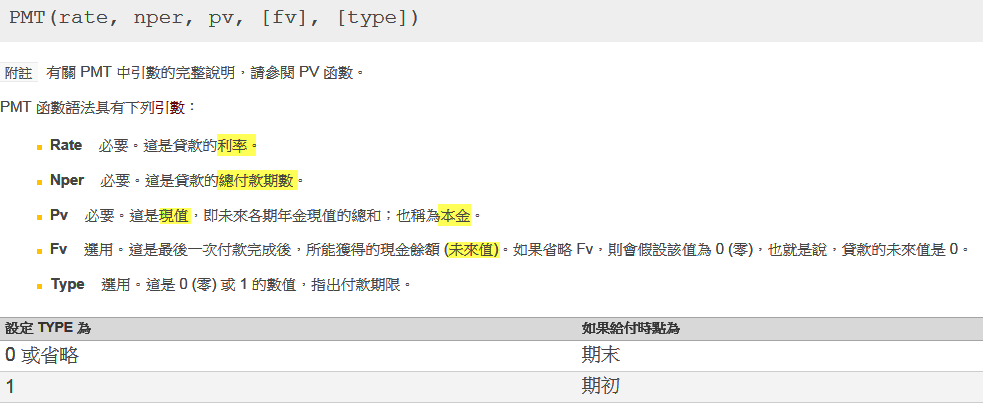 PMT(rate, nper, pv, [fv], [type])
附註 有關 PMT 中引數的完整說明，請參閱 PV 函數。
PMT 函數語法具有下列引數：
Rate 必要。這是貸款的利率。
Nper 必要。這是貸款的總付款期數。
Pv 必要。這是現值，即未來各期年金現值的總和；也稱為本金。
Fv 選用。這是最後一次付款完成後，所能獲得的現金餘額 (未來值)。如果省略 Fv，則會假設該值為 0 (零)，也就是說，貸款的未來值是 0。
Type 選用。這是 0 (零) 或 1 的數值，指出付款期限。
設定 TYPE 為 如果給付時點為
0 或省略 期末
1 期初